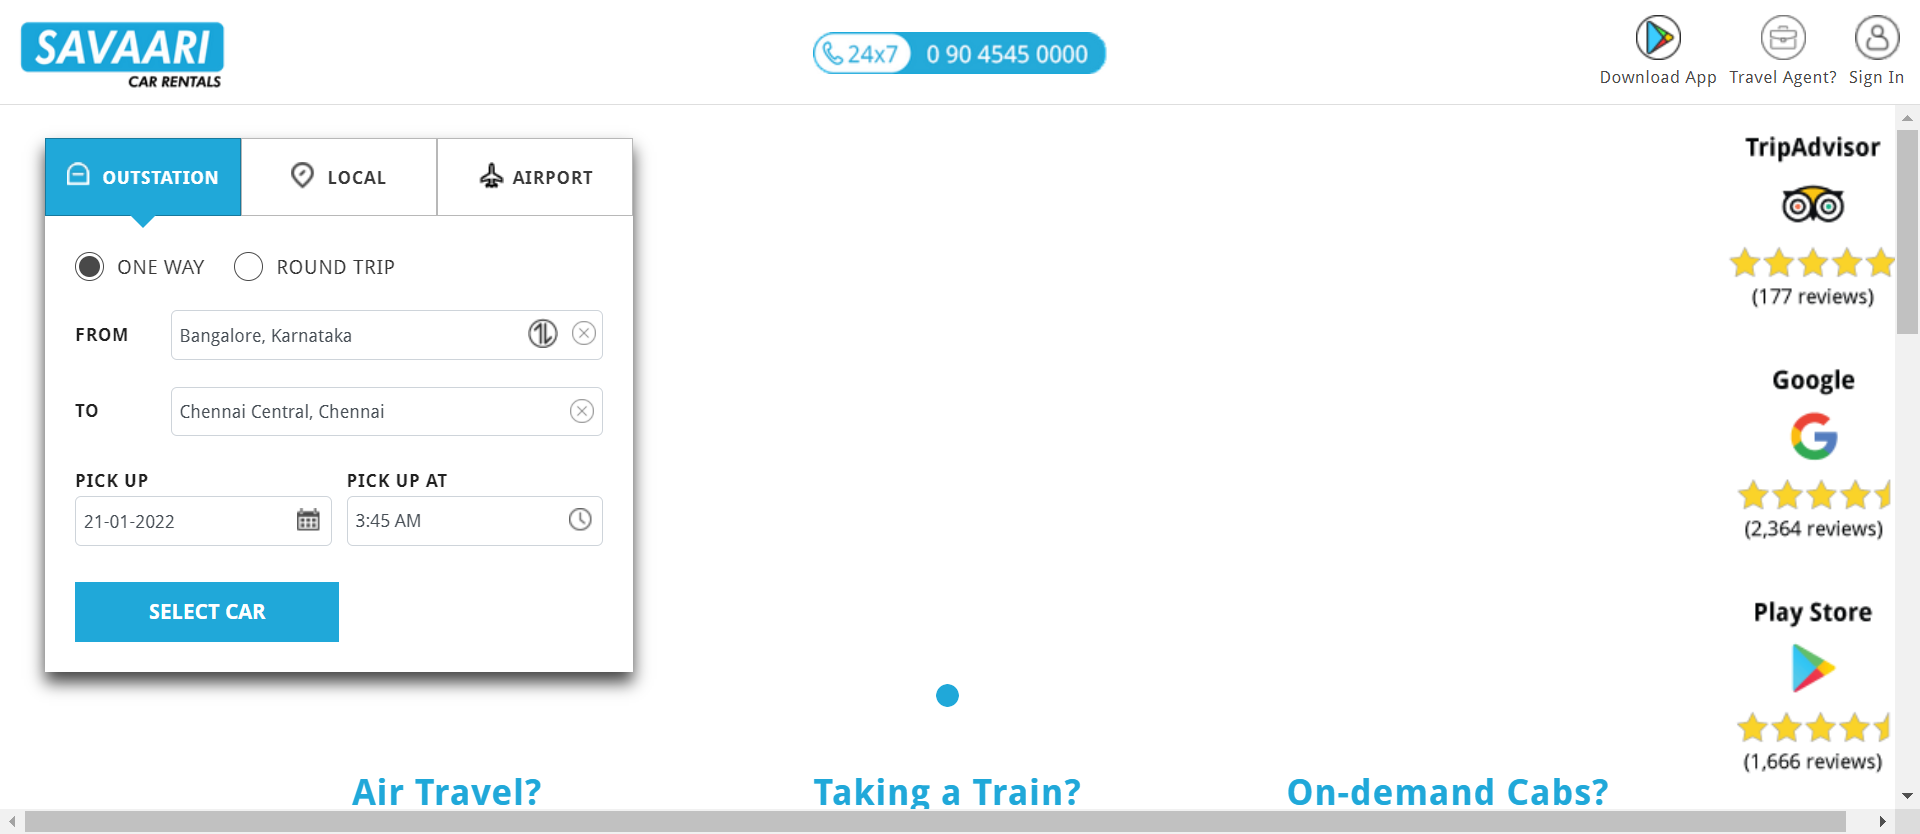 SAVAARI
CAR RENTALS
24x7 0 90 4545 0000
Download App
Travel Agent?
Sign In
OUTSTATION
LOCAL
AIRPORT
ONE WAY
ROUND TRIP
FROM
Bangalore, Karnataka
TO
Chennai Central, Chennai
PICK UP
PICK UP AT
21-01-2022
3:45 AM
SELECT CAR
TripAdvisor
(177 reviews)
Google
(2,364 reviews)
Play Store
(1,666 reviews)
Air Travel?
Taking a Train?
On-demand Cabs?